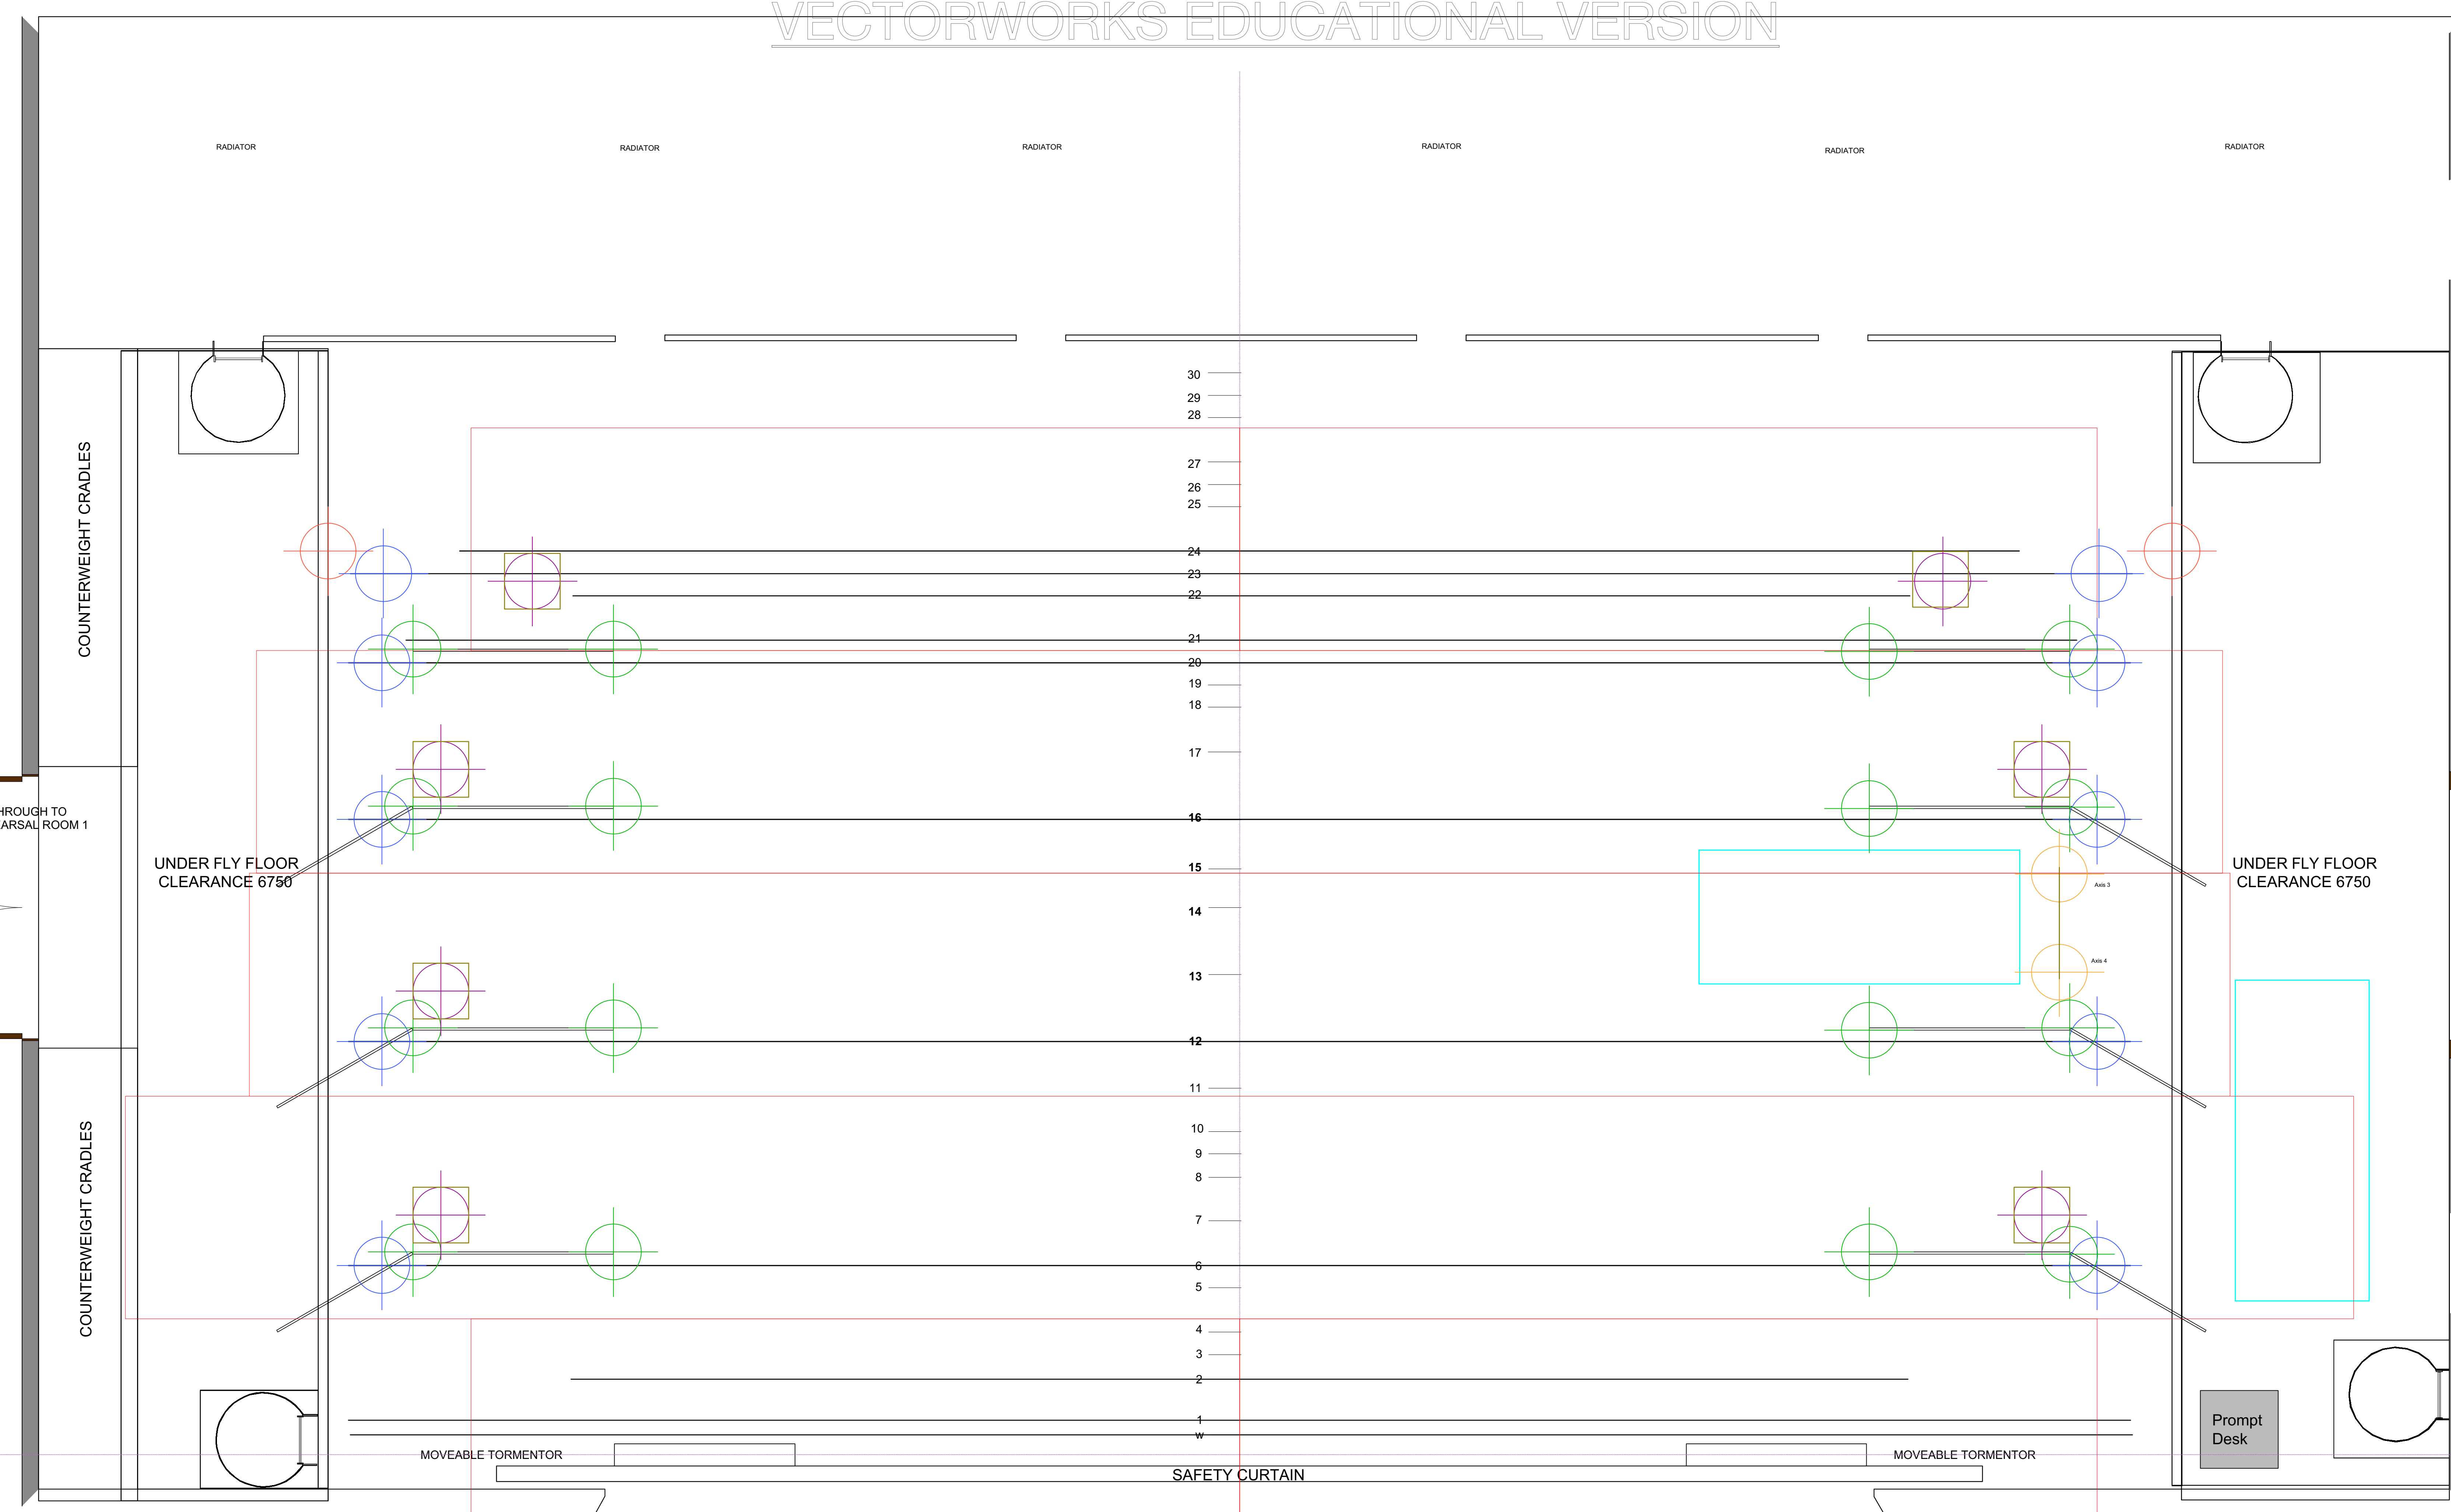 VECTORWORKS EDUCATIONAL VERSION
RADIATOR
RADIATOR
RADIATOR
RADIATOR
RADIATOR
RADIATOR
30
29
28
27
26
25
24
23
22
21
20
19
18
17
16
15
14
13
12
11
10
9
8
7
6
5
4
3
2
1
w
COUNTERWEIGHT CRADLES
HROUGH TO
ARSAL ROOM 1
UNDER FLY FLOOR
CLEARANCE 6750
UNDER FLY FLOOR
CLEARANCE 6750
Axis 3
Axis 4
COUNTERWEIGHT CRADLES
Prompt
Desk
MOVEABLE TORMENTOR
MOVEABLE TORMENTOR
SAFETY CURTAIN